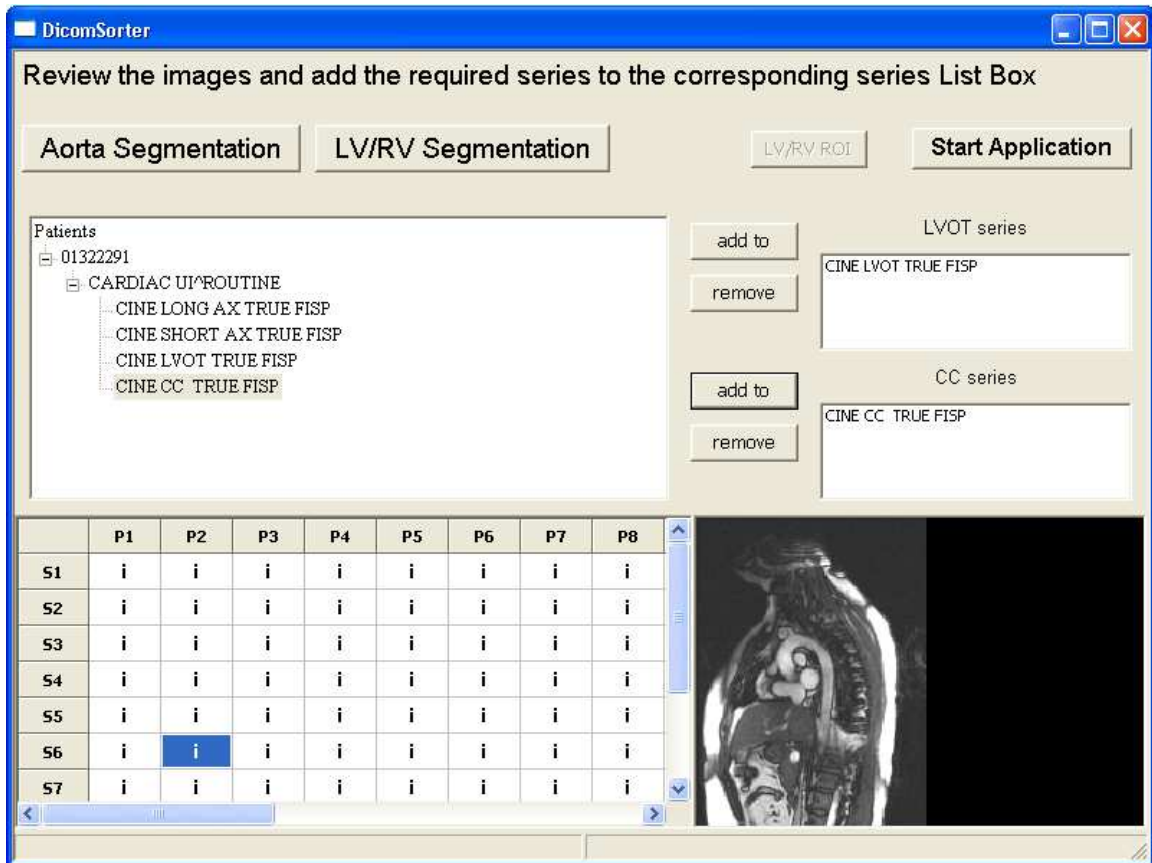 DicomSorter
Review the images and add the required series to the corresponding series List Box
Aorta Segmentation
LV/RV Segmentation
LV/RV ROI
Start Application
Patients
01322291
CARDIAC UI^ROUTINE
CINE LONG AX TRUE FISP
CINE SHORT AX TRUE FISP
CINE LVOT TRUE FISP
CINE CC  TRUE FISP
add to
remove
LVOT series
CINE LVOT TRUE FISP
add to
remove
CC series
CINE CC  TRUE FISP
P1 P2 P3 P4 P5 P6 P7 P8
S1 i i i i i i i i
S2 i i i i i i i i
S3 i i i i i i i i
S4 i i i i i i i i
S5 i i i i i i i i
S6 i i i i i i i i
S7 i i i i i i i i